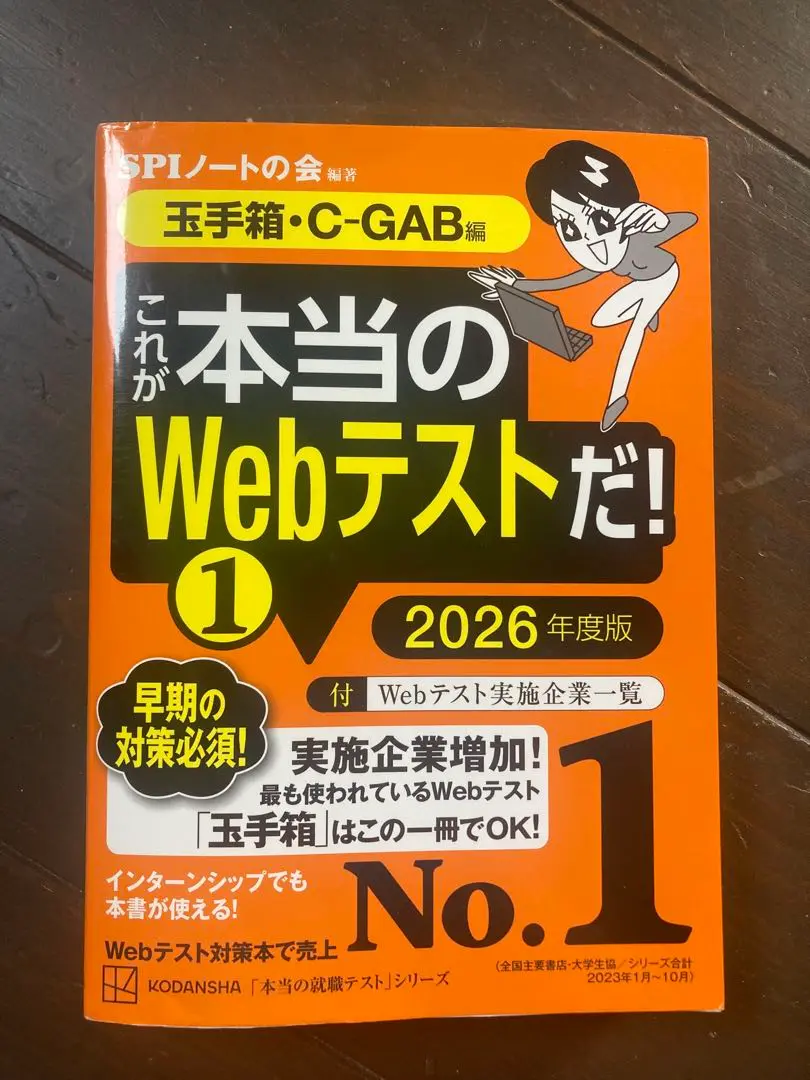 SPIノートの会 編著
玉手箱・C-GAB編
これが
本当の
Webテストだ!
1
2026年度版
付 Webテスト実施企業一覧
早期の
対策必須!
実施企業増加!
最も使われているWebテスト
「玉手箱」はこの一冊でOK!
インターンシップでも
本書が使える!
Webテスト対策本で売上
No.1
(全国主要書店・大学生協/シリーズ合計
2023年1月〜10月)
KODANSHA 「本当の就職テスト」シリーズ